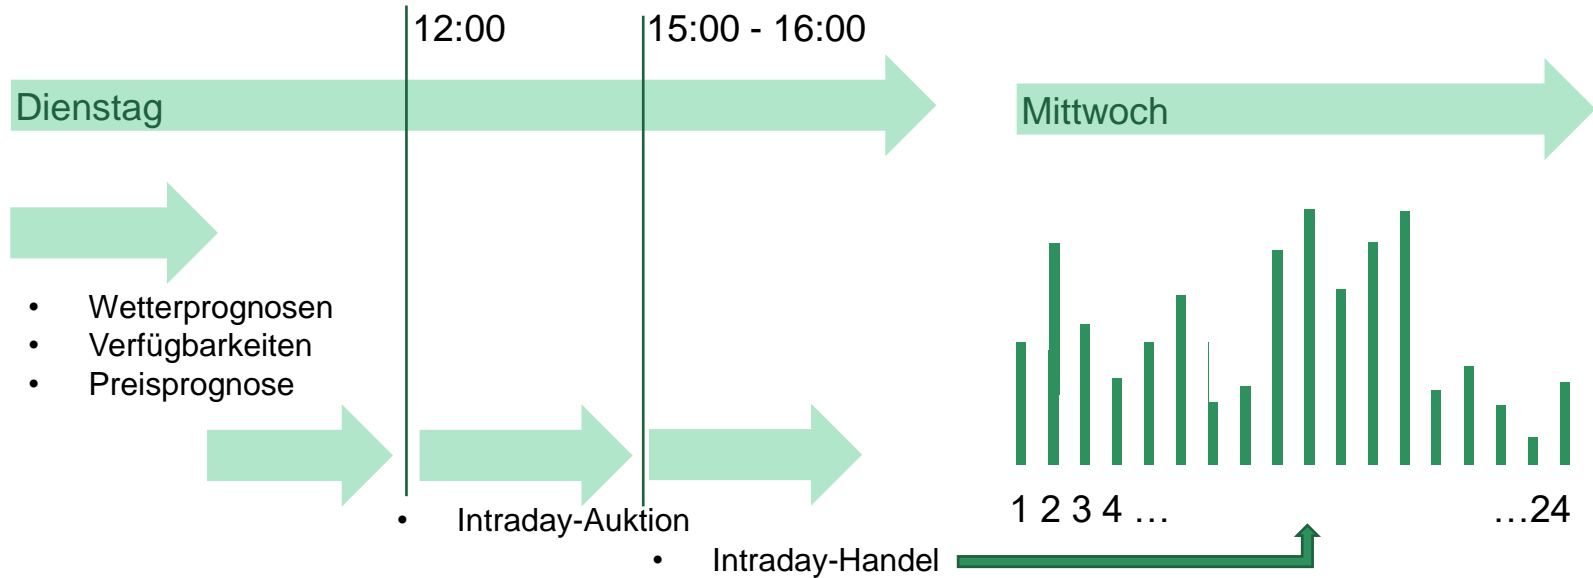 12:00
15:00 - 16:00
Dienstag
Mittwoch
• Wetterprognosen
• Verfügbarkeiten
• Preisprognose
• Intraday-Auktion
• Intraday-Handel
1 2 3 4 …
…24